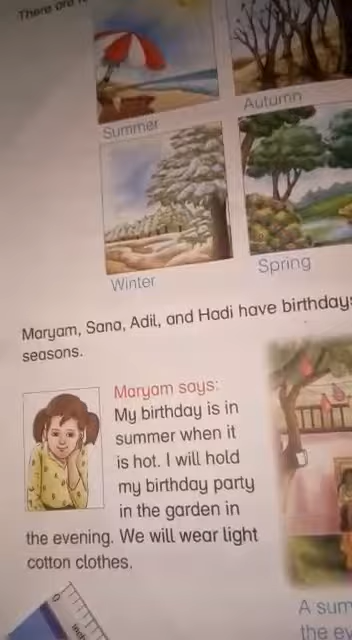 There are
Summer
Autumn
Winter
Spring
Maryam, Sana, Adil, and Hadi have birthdays
seasons.
Maryam says:
My birthday is in
summer when it
is hot. I will hold
my birthday party
in the garden in
the evening. We will wear light
cotton clothes.
A sum
the ev
0
inch